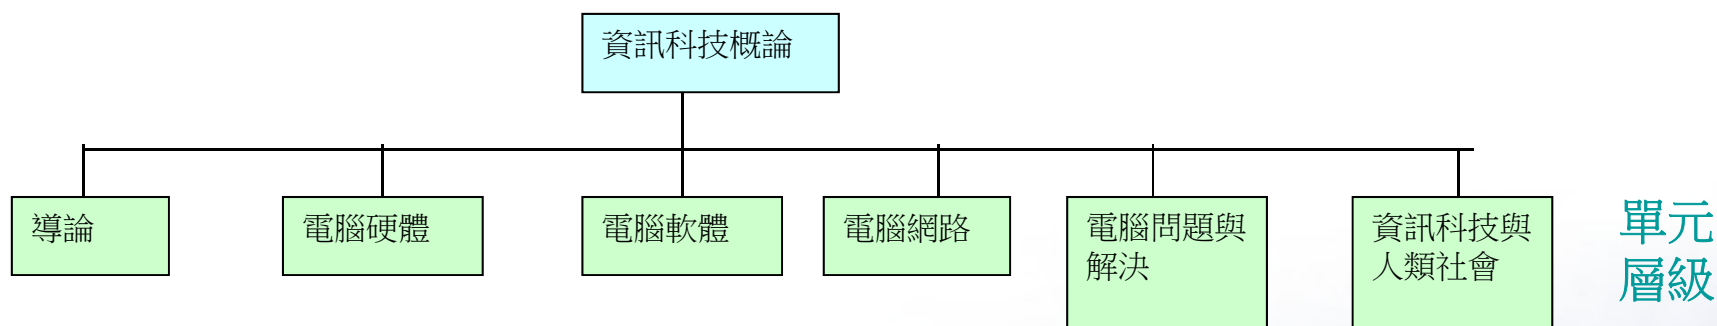 資訊科技概論
導論
電腦硬體
電腦軟體
電腦網路
電腦問題與
解決
資訊科技與
人類社會
單元
層級